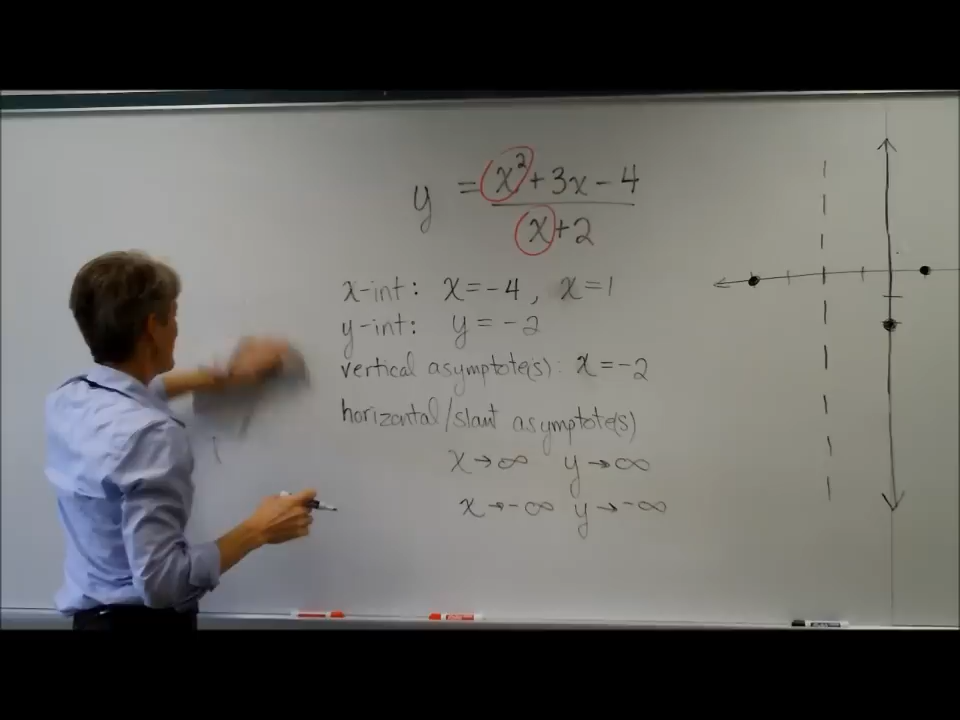 y = x²+3x-4 / x+2
x-int: x=-4, x=1
y-int: y=-2
vertical asymptote(s): x=-2
horizontal/slant asymptote(s)
x→∞ y→∞
x→-∞ y→-∞